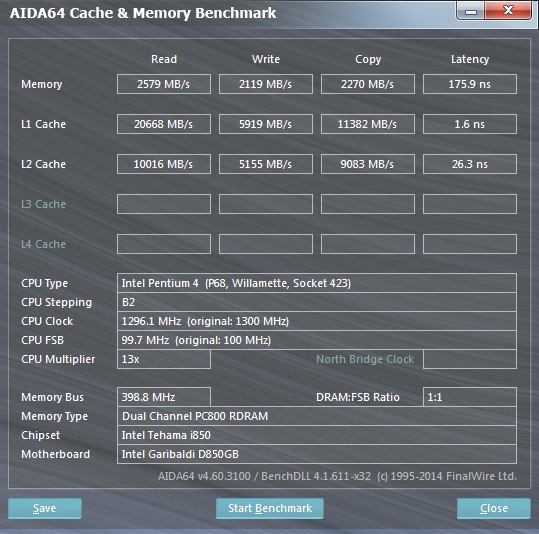 AIDA64 Cache & Memory Benchmark
Read Write Copy Latency
Memory 2579 MB/s 2119 MB/s 2270 MB/s 175.9 ns
L1 Cache 20668 MB/s 5919 MB/s 11382 MB/s 1.6 ns
L2 Cache 10016 MB/s 5155 MB/s 9083 MB/s 26.3 ns
L3 Cache
L4 Cache
CPU Type Intel Pentium 4 (P68, Willamette, Socket 423)
CPU Stepping B2
CPU Clock 1296.1 MHz (original: 1300 MHz)
CPU FSB 99.7 MHz (original: 100 MHz)
CPU Multiplier 13x North Bridge Clock
Memory Bus 398.8 MHz DRAM:FSB Ratio 1:1
Memory Type Dual Channel PC800 RDRAM
Chipset Intel Tehama i850
Motherboard Intel Garibaldi D850GB
AIDA64 v4.60.3100 / BenchDLL 4.1.611-x32 (c) 1995-2014 FinalWire Ltd.
Save Start Benchmark Close